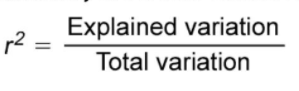 r² = Explained variation
Total variation